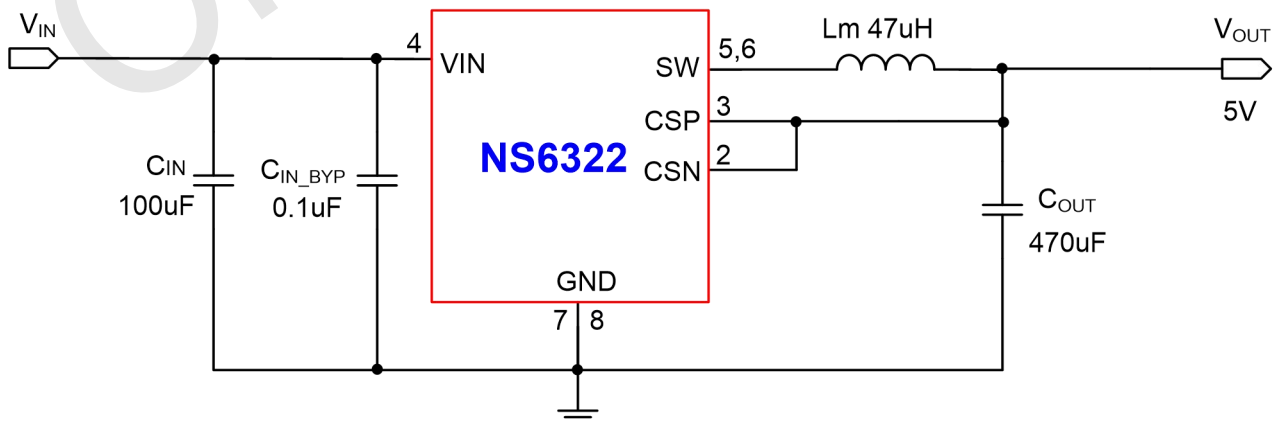 VIN
4
VIN
5,6
SW
Lm 47uH
VOUT
5V
3
CSP
2
CSN
NS6322
CIN
100uF
CIN_BYP
0.1uF
COUT
470uF
GND
7
8